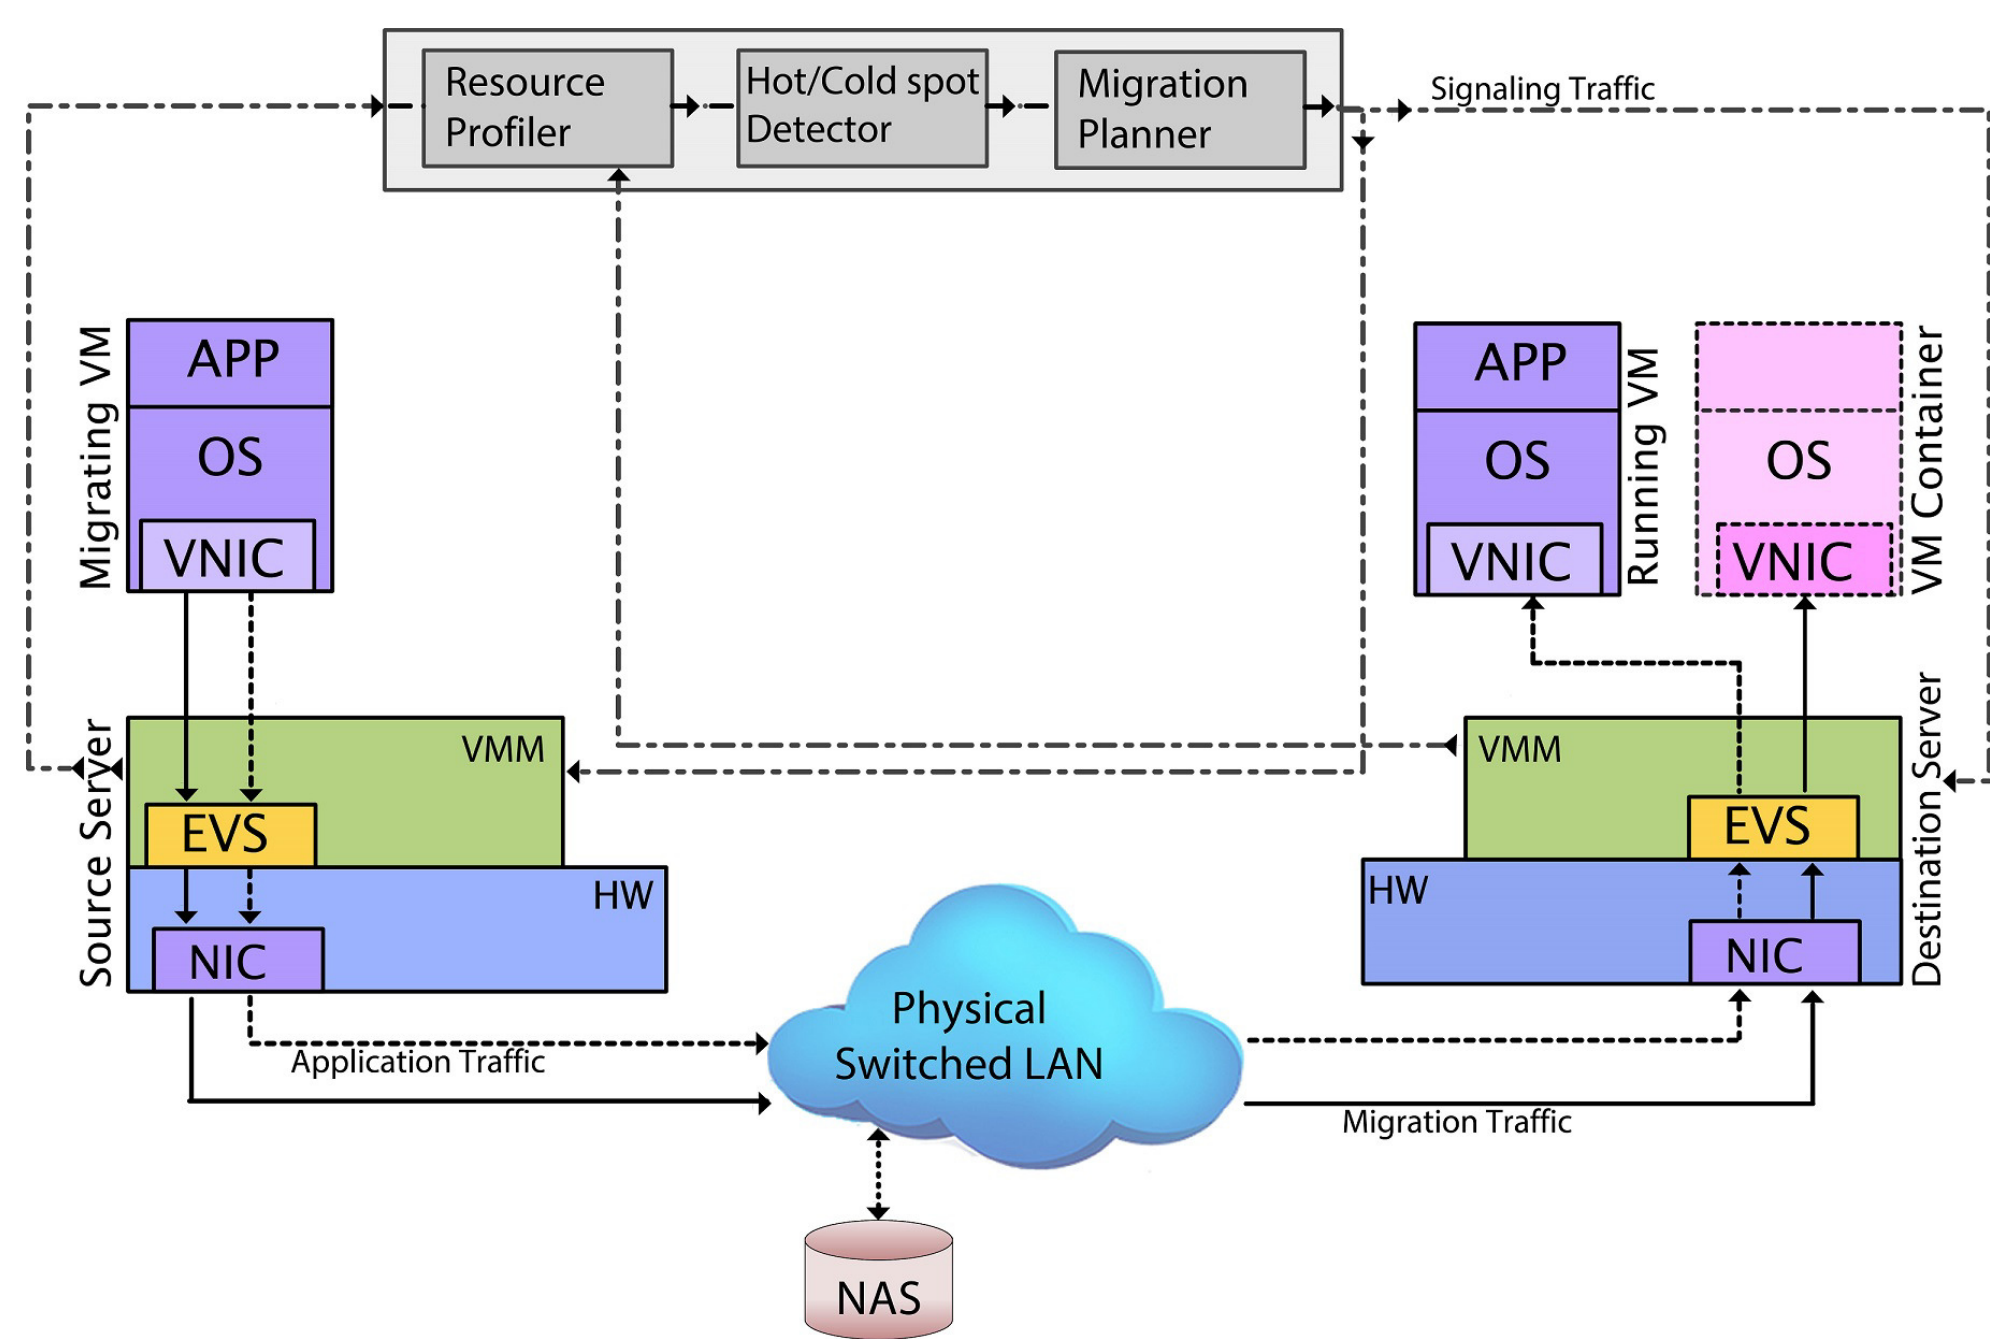 Resource
Profiler
Hot/Cold spot
Detector
Migration
Planner
Signaling Traffic
Migrating VM
APP
OS
VNIC
APP
OS
VNIC
Running VM
OS
VNIC
VM Container
Source Server
VMM
EVS
HW
NIC
VMM
EVS
HW
NIC
Destination Server
Physical
Switched LAN
Application Traffic
Migration Traffic
NAS